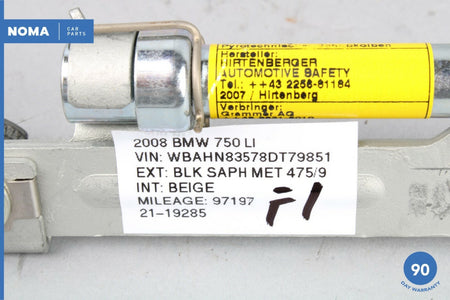 NOMA CAR
PARTS
Hersteller:
HIRTENBERGER
AUTOMOTIVE SAFETY
Tel.: ++43 2256-81184
2007 / Hirtenberg
Verbringer:
Grammer AG
2008 BMW 750 LI
VIN: WBAHN83578DT79851
EXT: BLK SAPH MET 475/9
INT: BEIGE
MILEAGE: 97197
21-19285
F1
90
DAY WARRANTY